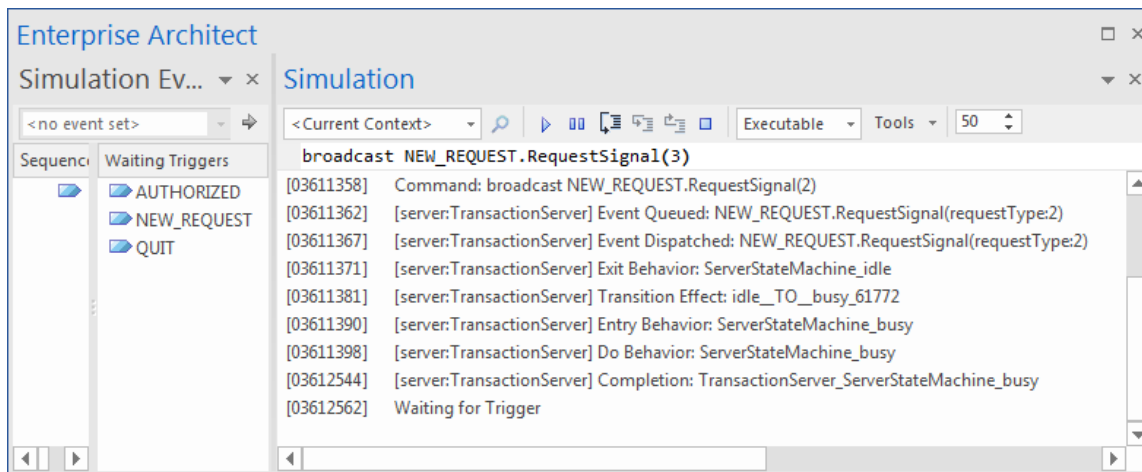 Enterprise Architect
Simulation Ev...
Simulation
<no event set>
<Current Context>
Executable
Tools
50
Sequence
Waiting Triggers
broadcast NEW_REQUEST.RequestSignal(3)
AUTHORIZED
NEW_REQUEST
QUIT
[03611358] Command: broadcast NEW_REQUEST.RequestSignal(2)
[03611362] [server:TransactionServer] Event Queued: NEW_REQUEST.RequestSignal(requestType:2)
[03611367] [server:TransactionServer] Event Dispatched: NEW_REQUEST.RequestSignal(requestType:2)
[03611371] [server:TransactionServer] Exit Behavior: ServerStateMachine_idle
[03611381] [server:TransactionServer] Transition Effect: idle__TO__busy_61772
[03611390] [server:TransactionServer] Entry Behavior: ServerStateMachine_busy
[03611398] [server:TransactionServer] Do Behavior: ServerStateMachine_busy
[03612544] [server:TransactionServer] Completion: TransactionServer_ServerStateMachine_busy
[03612562] Waiting for Trigger